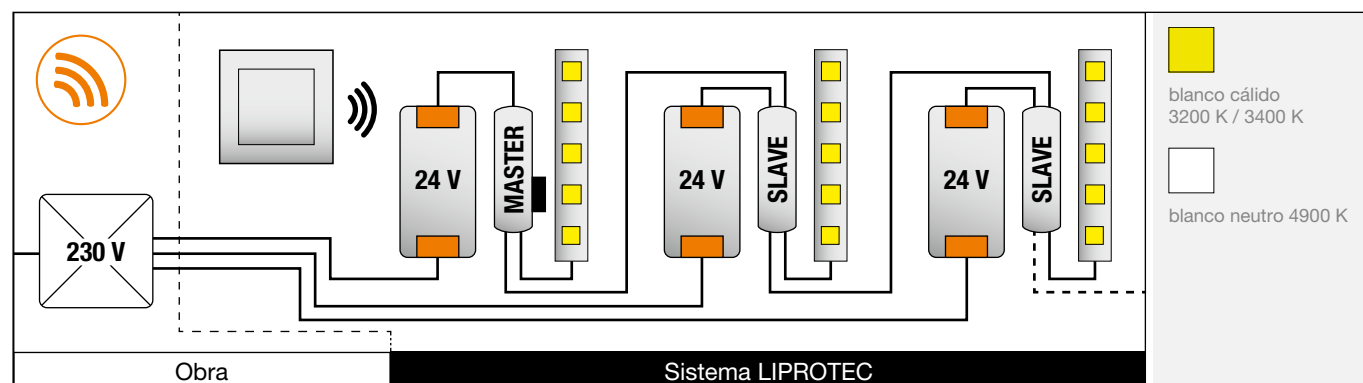 230 V
24 V
MASTER
24 V
SLAVE
24 V
SLAVE
Obra
Sistema LIPROTEC
blanco cálido
3200 K / 3400 K
blanco neutro 4900 K